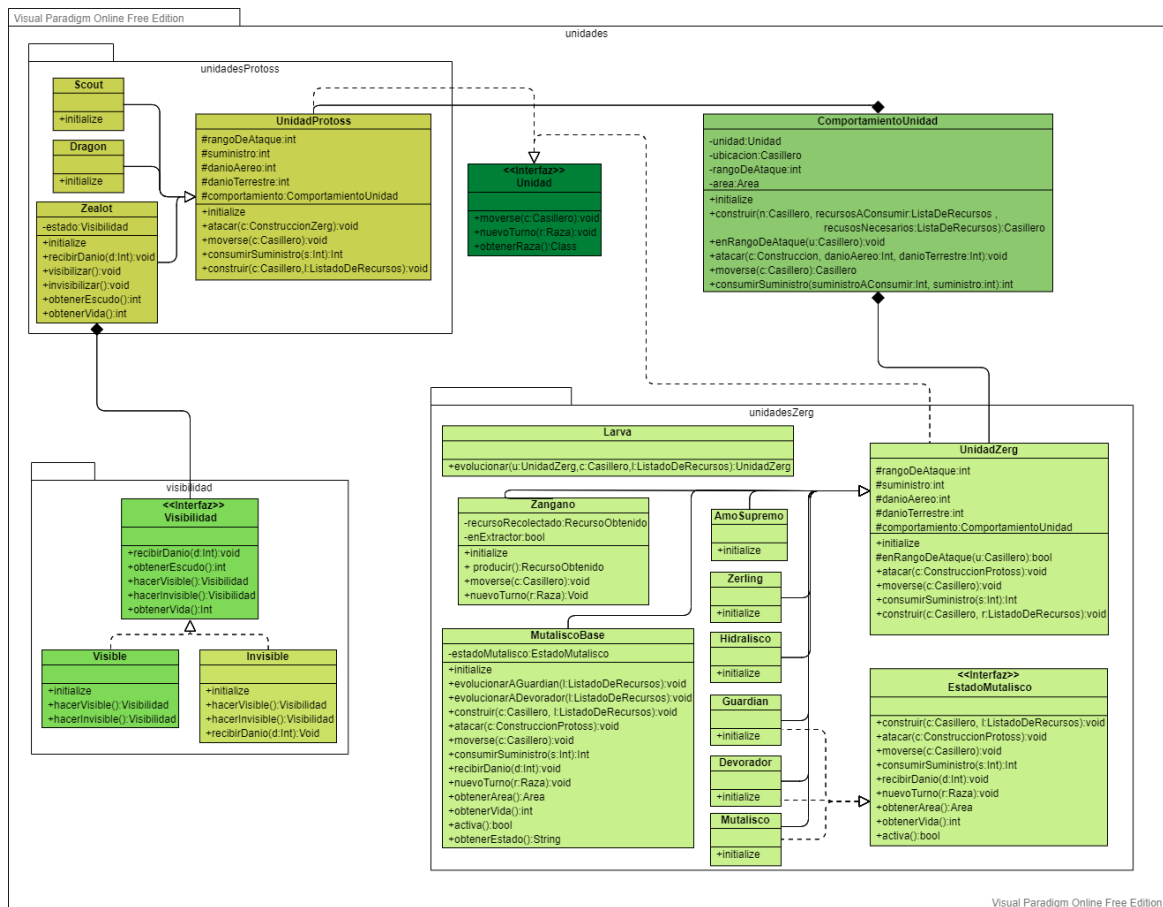 Visual Paradigm Online Free Edition
unidades
unidadesProtoss
Scout
+initialize
Dragon
+initialize
Zealot
-estado:Visibilidad
+initialize
+recibirDanio(d:Int):void
+visibilizar():void
+invisibilizar():void
+obtenerEscudo():int
+obtenerVida():int
UnidadProtoss
#rangoDeAtaque:int
#suministro:int
#danioAereo:int
#danioTerrestre:int
#comportamiento:ComportamientoUnidad
+initialize
+atacar(c:ConstruccionZerg):void
+moverse(c:Casillero):void
+consumirSuministro(s:Int):Int
+construir(c:Casillero,l:ListadoDeRecursos):void
<<Interfaz>>
Unidad
+moverse(c:Casillero):void
+nuevoTurno(r:Raza):void
+obtenerRaza():Class
ComportamientoUnidad
-unidad:Unidad
-ubicacion:Casillero
-rangoDeAtaque:int
-area:Area
+initialize
+construir(n:Casillero, recursosAConsumir:ListaDeRecursos ,
recusosNecesarios:ListaDeRecursos):Casillero
+enRangoDeAtaque(u:Casillero):void
+atacar(c:Construccion, danioAereo:Int, danioTerrestre:Int):void
+moverse(c:Casillero):Casillero
+consumirSuministro(suministroAConsumir:Int, suministro:int):int
visibilidad
<<Interfaz>>
Visibilidad
+recibirDanio(d:Int):void
+obtenerEscudo():int
+hacerVisible():Visibilidad
+hacerInvisible():Visibilidad
+obtenerVida():Int
Visible
+initialize
+hacerVisible():Visibilidad
+hacerInvisible():Visibilidad
Invisible
+initialize
+hacerVisible():Visibilidad
+hacerInvisible():Visibilidad
+recibirDanio(d:Int):Void
unidadesZerg
Larva
+evolucionar(u:UnidadZerg,c:Casillero,l:ListadoDeRecursos):UnidadZerg
Zangano
-recursoRecolectado:RecursoObtenido
-enExtractor:bool
+initialize
+ producir():RecursoObtenido
+moverse(c:Casillero):void
+nuevoTurno(r:Raza):Void
MutaliscoBase
-estadoMutalisco:EstadoMutalisco
+initialize
+evolucionarAGuardian(l:ListadoDeRecursos):void
+evolucionarADevorador(l:ListadoDeRecursos):void
+construir(c:Casillero, l:ListadoDeRecursos):void
+atacar(c:ConstruccionProtoss):void
+moverse(c:Casillero):void
+consumirSuministro(s:Int):Int
+recibirDanio(d:Int):void
+nuevoTurno(r:Raza):void
+obtenerArea():Area
+obtenerVida():int
+activa():bool
+obtenerEstado():String
AmoSupremo
+initialize
Zerling
+initialize
Hidralisco
+initialize
Guardian
+initialize
Devorador
+initialize
Mutalisco
+initialize
UnidadZerg
#rangoDeAtaque:int
#suministro:int
#danioAereo:int
#danioTerrestre:int
#comportamiento:ComportamientoUnidad
+initialize
#enRangoDeAtaque(u:Casillero):bool
+atacar(c:ConstruccionProtoss):void
+moverse(c:Casillero):void
+consumirSuministro(s:Int):Int
+construir(c:Casillero, r:ListadoDeRecursos):void
<<Interfaz>>
EstadoMutalisco
+construir(c:Casillero, l:ListadoDeRecursos):void
+atacar(c:ConstruccionProtoss):void
+moverse(c:Casillero):void
+consumirSuministro(s:Int):Int
+recibirDanio(d:Int):void
+nuevoTurno(r:Raza):void
+obtenerArea():Area
+obtenerVida():int
+activa():bool
Visual Paradigm Online Free Edition